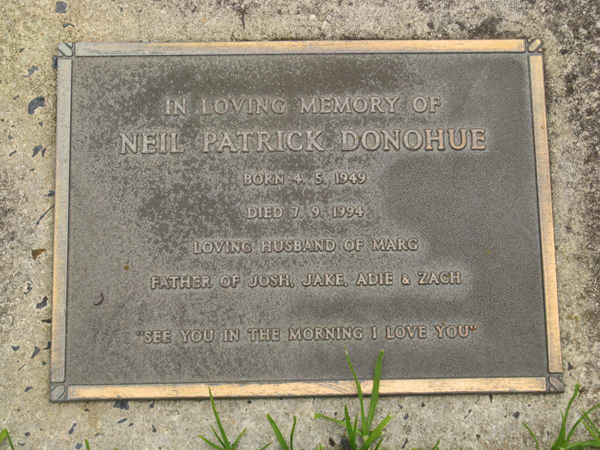 IN LOVING MEMORY OF
NEIL PATRICK DONOHUE
BORN 4. 5. 1949
DIED 7. 9. 1994
LOVING HUSBAND OF MARG
FATHER OF JOSH, JAKE, ADIE & ZACH
"SEE YOU IN THE MORNING I LOVE YOU"